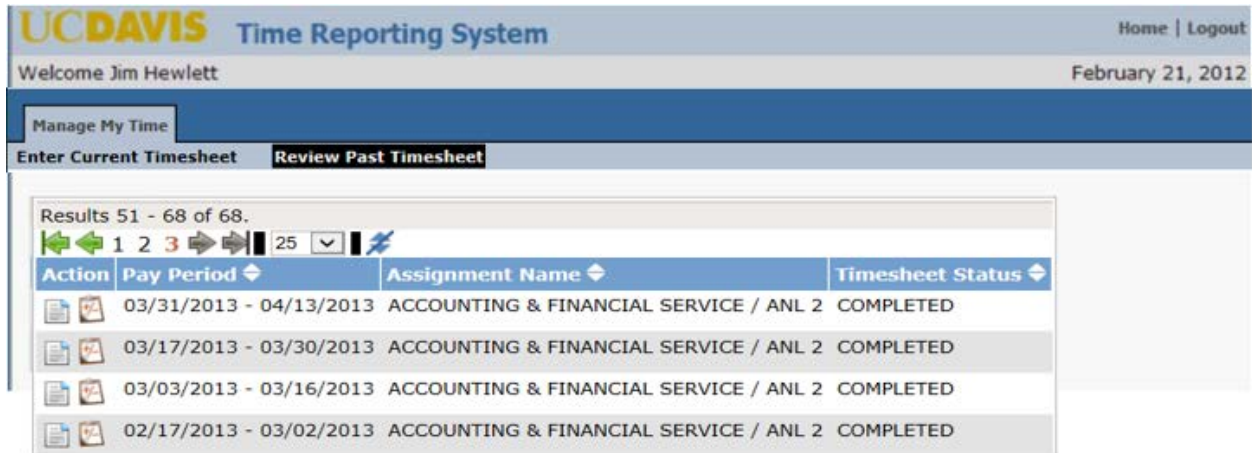 UCDAVIS Time Reporting System Home | Logout
Welcome Jim Hewlett February 21, 2012
Manage My Time
Enter Current Timesheet Review Past Timesheet
Results 51 - 68 of 68.
1 2 3 25
Action Pay Period Assignment Name Timesheet Status
03/31/2013 - 04/13/2013 ACCOUNTING & FINANCIAL SERVICE / ANL 2 COMPLETED
03/17/2013 - 03/30/2013 ACCOUNTING & FINANCIAL SERVICE / ANL 2 COMPLETED
03/03/2013 - 03/16/2013 ACCOUNTING & FINANCIAL SERVICE / ANL 2 COMPLETED
02/17/2013 - 03/02/2013 ACCOUNTING & FINANCIAL SERVICE / ANL 2 COMPLETED